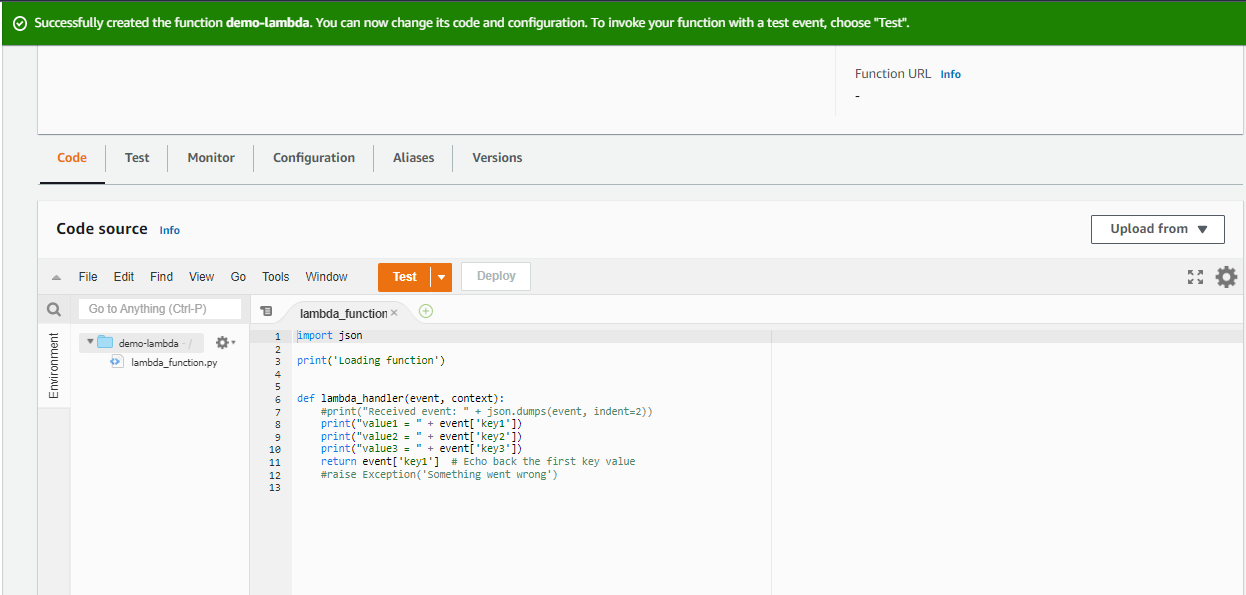 Successfully created the function demo-lambda. You can now change its code and configuration. To invoke your function with a test event, choose "Test".
Function URL Info
-
Code Test Monitor Configuration Aliases Versions
Code source Info
Upload from
File Edit Find View Go Tools Window Test Deploy
Go to Anything (Ctrl-P)
lambda_function
Environment
demo-lambda - /
lambda_function.py
1 import json
2
3 print('Loading function')
4
5
6 def lambda_handler(event, context):
7 #print("Received event: " + json.dumps(event, indent=2))
8 print("value1 = " + event['key1'])
9 print("value2 = " + event['key2'])
10 print("value3 = " + event['key3'])
11 return event['key1']  # Echo back the first key value
12 #raise Exception('Something went wrong')
13